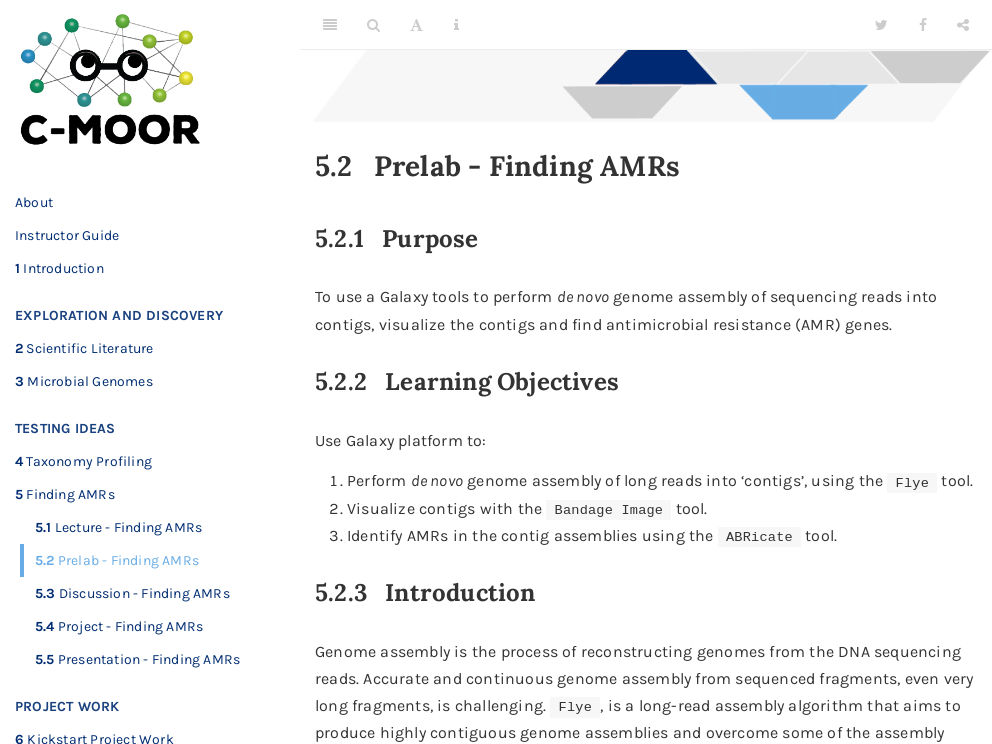 C-MOOR
About
Instructor Guide
1 Introduction
EXPLORATION AND DISCOVERY
2 Scientific Literature
3 Microbial Genomes
TESTING IDEAS
4 Taxonomy Profiling
5 Finding AMRs
5.1 Lecture - Finding AMRs
5.2 Prelab - Finding AMRs
5.3 Discussion - Finding AMRs
5.4 Project - Finding AMRs
5.5 Presentation - Finding AMRs
PROJECT WORK
6 Kickstart Project Work
5.2 Prelab - Finding AMRs
5.2.1 Purpose
To use a Galaxy tools to perform de novo genome assembly of sequencing reads into
contigs, visualize the contigs and find antimicrobial resistance (AMR) genes.
5.2.2 Learning Objectives
Use Galaxy platform to:
1. Perform de novo genome assembly of long reads into ‘contigs’, using the Flye tool.
2. Visualize contigs with the Bandage Image tool.
3. Identify AMRs in the contig assemblies using the ABRicate tool.
5.2.3 Introduction
Genome assembly is the process of reconstructing genomes from the DNA sequencing
reads. Accurate and continuous genome assembly from sequenced fragments, even very
long fragments, is challenging. Flye , is a long-read assembly algorithm that aims to
produce highly contiguous genome assemblies and overcome some of the assembly